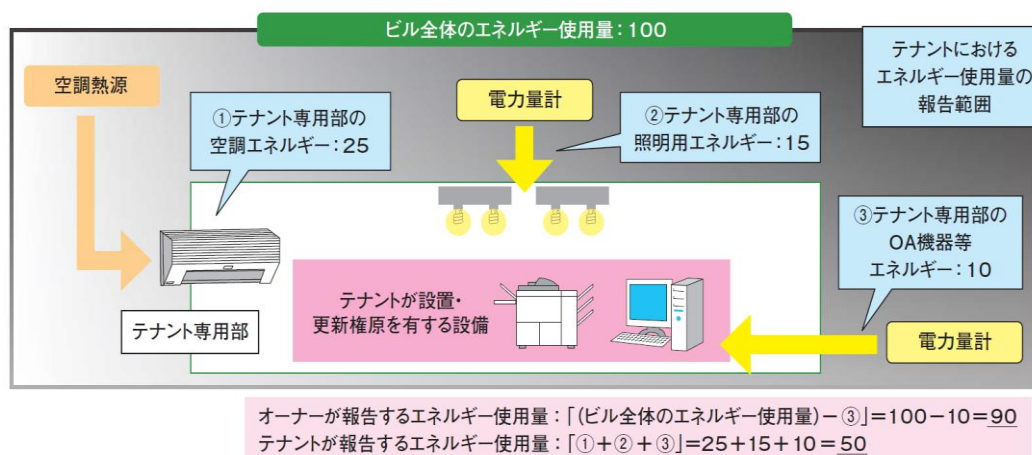 ビル全体のエネルギー使用量：100
テナントにおける
エネルギー使用量の
報告範囲
空調熱源
①テナント専用部の
空調エネルギー：25
電力量計
②テナント専用部の
照明用エネルギー：15
③テナント専用部の
OA機器等
エネルギー：10
テナントが設置・
更新権原を有する設備
テナント専用部
電力量計
オーナーが報告するエネルギー使用量：「（ビル全体のエネルギー使用量）－③」＝100－10＝90
テナントが報告するエネルギー使用量：「①＋②＋③」＝25＋15＋10＝50